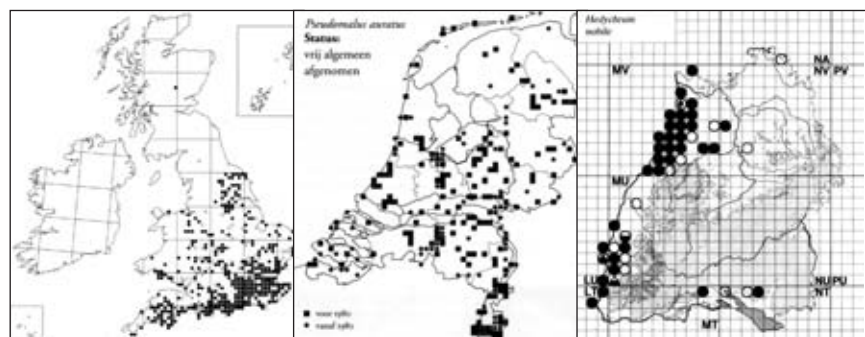 Pseudomalus auratus
Status:
vrij algemeen
afgenomen
voor 1980
vanaf 1980
Hedychrum
nobile
MV
NA
NV PV
MU
LU
NU PU
NT
MT